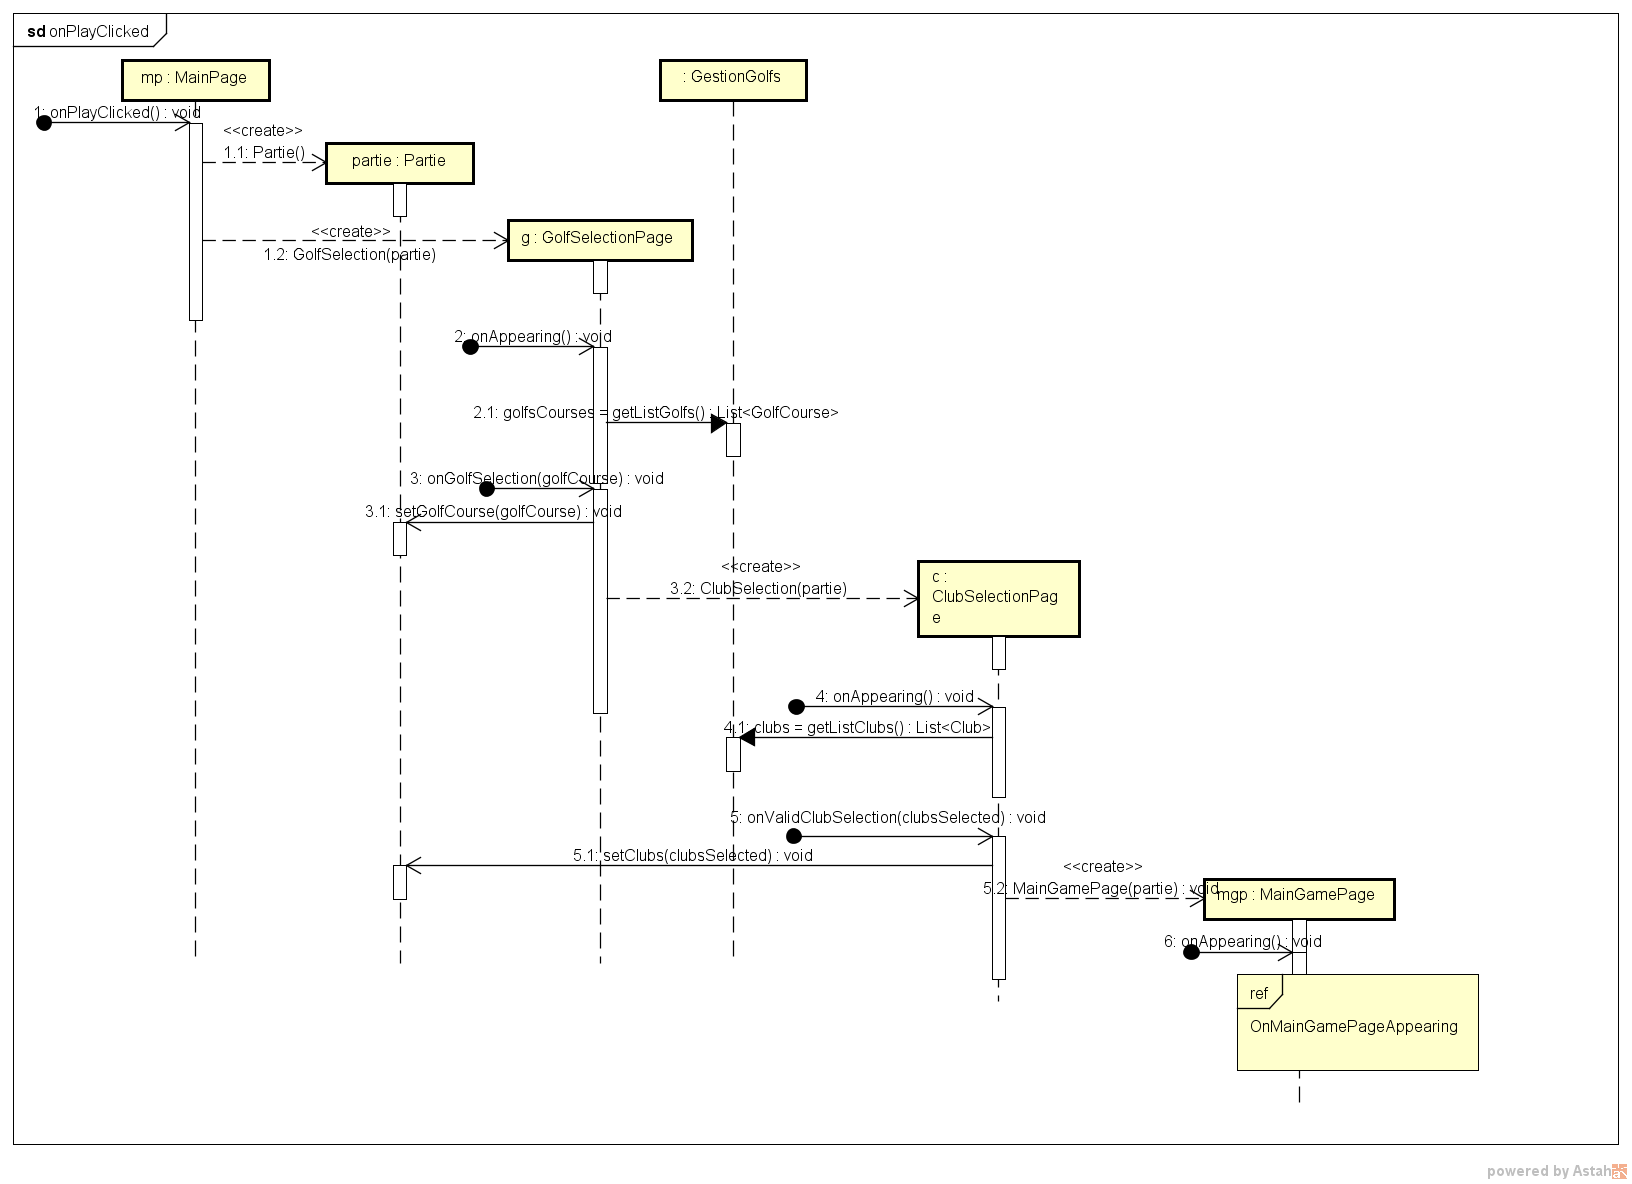 sd onPlayClicked
mp : MainPage
: GestionGolfs
1: onPlayClicked() : void
<<create>>
1.1: Partie()
partie : Partie
<<create>>
1.2: GolfSelection(partie)
g : GolfSelectionPage
2: onAppearing() : void
2.1: golfsCourses = getListGolfs() : List<GolfCourse>
3: onGolfSelection(golfCourse) : void
3.1: setGolfCourse(golfCourse) : void
<<create>>
3.2: ClubSelection(partie)
c :
ClubSelectionPag
e
4: onAppearing() : void
4.1: clubs = getListClubs() : List<Club>
5: onValidClubSelection(clubsSelected) : void
5.1: setClubs(clubsSelected) : void
<<create>>
5.2: MainGamePage(partie) : void
mgp : MainGamePage
6: onAppearing() : void
ref
OnMainGamePageAppearing
powered by Astah